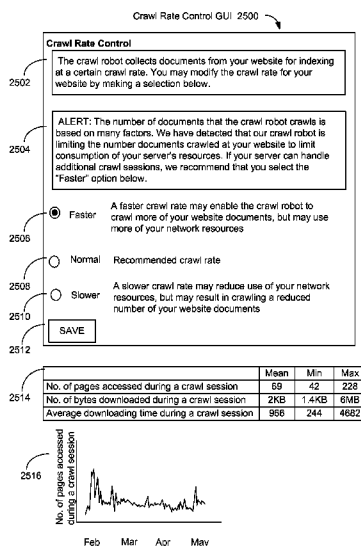 Crawl Rate Control GUI 2500
Crawl Rate Control
The crawl robot collects documents from your website for indexing
at a certain crawl rate. You may modify the crawl rate for your
website by making a selection below.
2502
ALERT: The number of documents that the crawl robot crawls is
based on many factors. We have detected that our crawl robot is
limiting the number documents crawled at your website to limit
consumption of your server's resources. If your server can handle
additional crawl sessions, we recommend that you select the
"Faster" option below.
2504
Faster
A faster crawl rate may enable the crawl robot to
crawl more of your website documents, but may use
more of your network resources
2506
Normal Recommended crawl rate
2508
Slower
A slower crawl rate may reduce use of your network
resources, but may result in crawling a reduced
number of your website documents
2510
SAVE
2512
Mean Min Max
No. of pages accessed during a crawl session 69 42 228
No. of bytes downloaded during a crawl session 2KB 1.4KB 6MB
Average downloading time during a crawl session 966 244 4682
2514
No. of pages accessed
during a crawl session
2516
Feb Mar Apr May